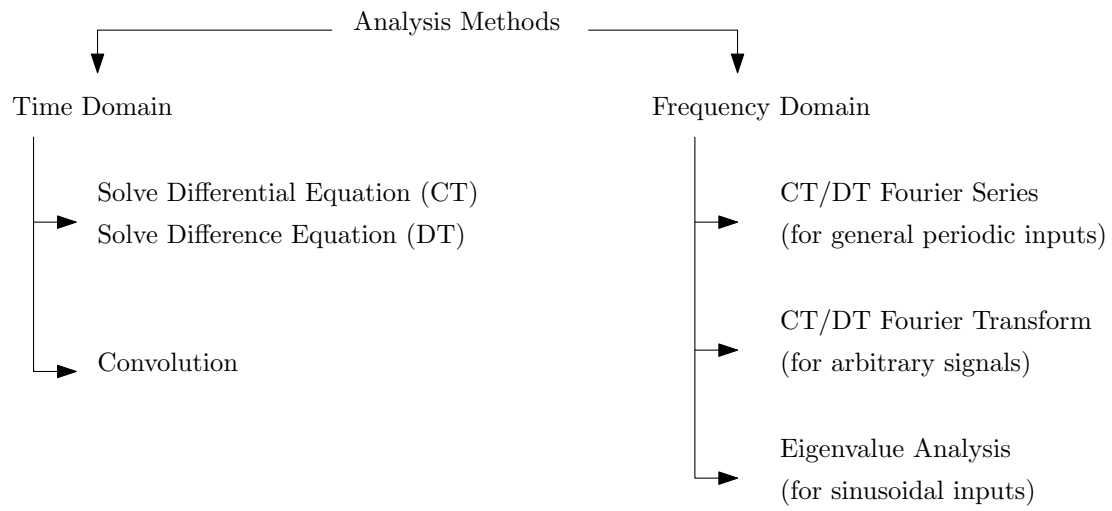 Analysis Methods
Time Domain
Solve Differential Equation (CT)
Solve Difference Equation (DT)
Convolution
Frequency Domain
CT/DT Fourier Series
(for general periodic inputs)
CT/DT Fourier Transform
(for arbitrary signals)
Eigenvalue Analysis
(for sinusoidal inputs)